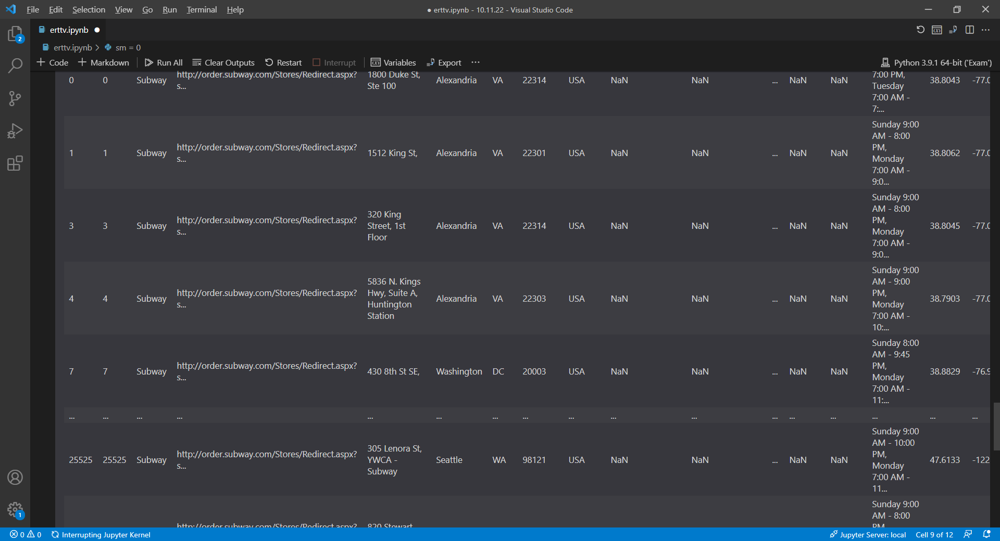 File Edit Selection View Go Run Terminal Help
● erttv.ipynb - 10.11.22 - Visual Studio Code
2
erttv.ipynb ●
erttv.ipynb > sm = 0
+ Code + Markdown Run All Clear Outputs Restart Interrupt Variables Export ...
Python 3.9.1 64-bit ('Exam')
0 0 Subway http://order.subway.com/Stores/Redirect.aspx?
s...
1800 Duke St,
Ste 100
Alexandria VA 22314 USA NaN NaN ... NaN NaN
7:00 PM,
Tuesday
7:00 AM -
7:...
38.8043 -77.0
1 1 Subway http://order.subway.com/Stores/Redirect.aspx?
s...
1512 King St,
Alexandria VA 22301 USA NaN NaN ... NaN NaN
Sunday 9:00
AM - 8:00
PM,
Monday
7:00 AM -
9:0...
38.8062 -77.0
3 3 Subway http://order.subway.com/Stores/Redirect.aspx?
s...
320 King
Street, 1st
Floor
Alexandria VA 22314 USA NaN NaN ... NaN NaN
Sunday 9:00
AM - 8:00
PM,
Monday
7:00 AM -
9:0...
38.8045 -77.0
4 4 Subway http://order.subway.com/Stores/Redirect.aspx?
s...
5836 N. Kings
Hwy, Suite A,
Huntington
Station
Alexandria VA 22303 USA NaN NaN ... NaN NaN
Sunday 9:00
AM - 9:00
PM,
Monday
7:00 AM -
10:...
38.7903 -77.0
7 7 Subway http://order.subway.com/Stores/Redirect.aspx?
s...
430 8th St SE,
Washington DC 20003 USA NaN NaN ... NaN NaN
Sunday 8:00
AM - 9:45
PM,
Monday
7:00 AM -
11:...
38.8829 -76.9
... ... ... ... ... ... ... ... ... ... ... ... ... ... ... ... ...
25525 25525 Subway http://order.subway.com/Stores/Redirect.aspx?
s...
305 Lenora St,
YWCA -
Subway
Seattle WA 98121 USA NaN NaN ... NaN NaN
Sunday 9:00
AM - 10:00
PM,
Monday
7:00 AM -
11...
47.6133 -122
http://order.subway.com/Stores/Redirect.aspx?
820 Stewart
Sunday 9:00
AM - 8:00
PM
1
0 0 Interrupting Jupyter Kernel
Jupyter Server: local Cell 9 of 12